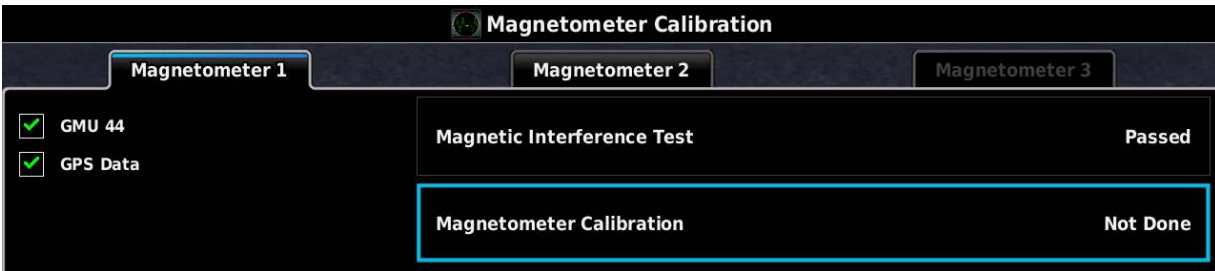 Magnetometer Calibration
Magnetometer 1
Magnetometer 2
Magnetometer 3
GMU 44
GPS Data
Magnetic Interference Test
Passed
Magnetometer Calibration
Not Done